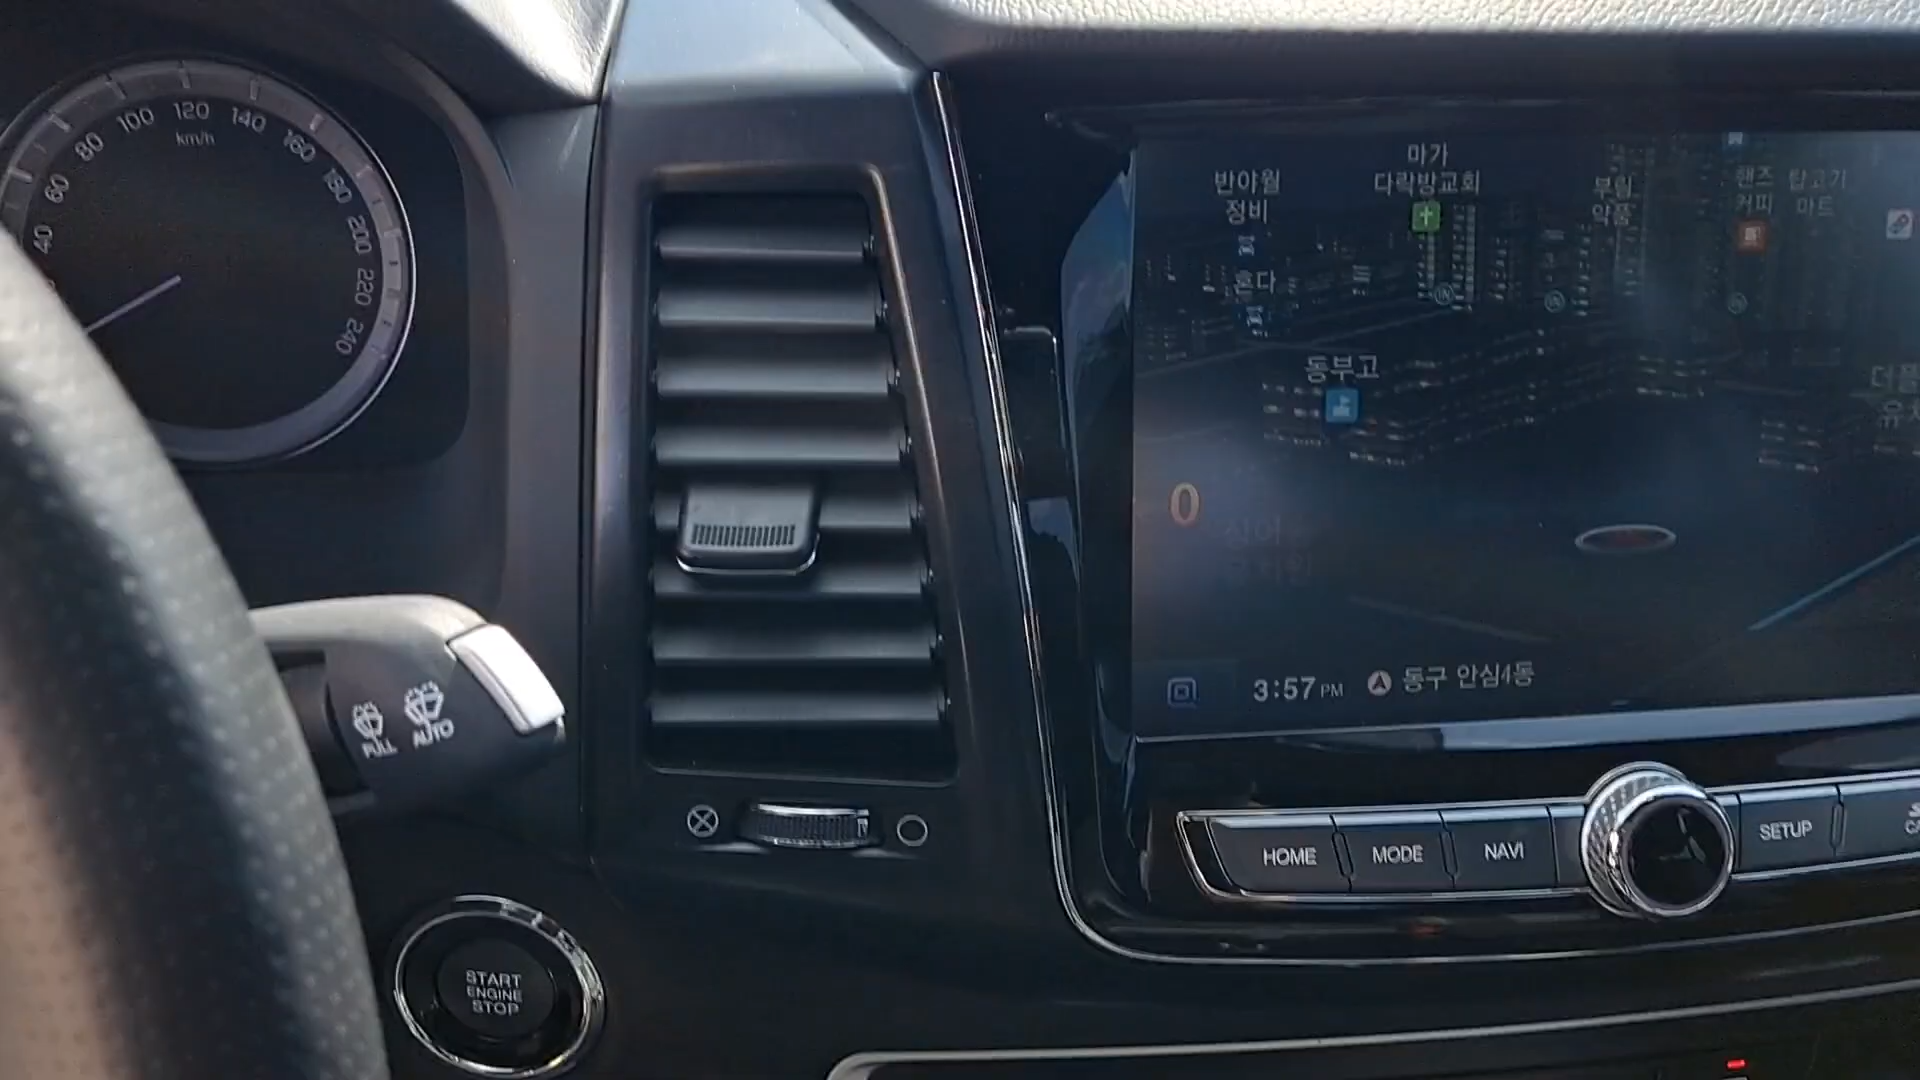 40
60
80
100
120
140
160
180
200
220
240
km/h
마가
다락방교회
반야월
정비
부림
약품
핸즈
커피
탑고기
마트
혼다
동부고
0
3:57 PM
동구 안심4동
PULL
AUTO
HOME
MODE
NAVI
SETUP
START
ENGINE
STOP